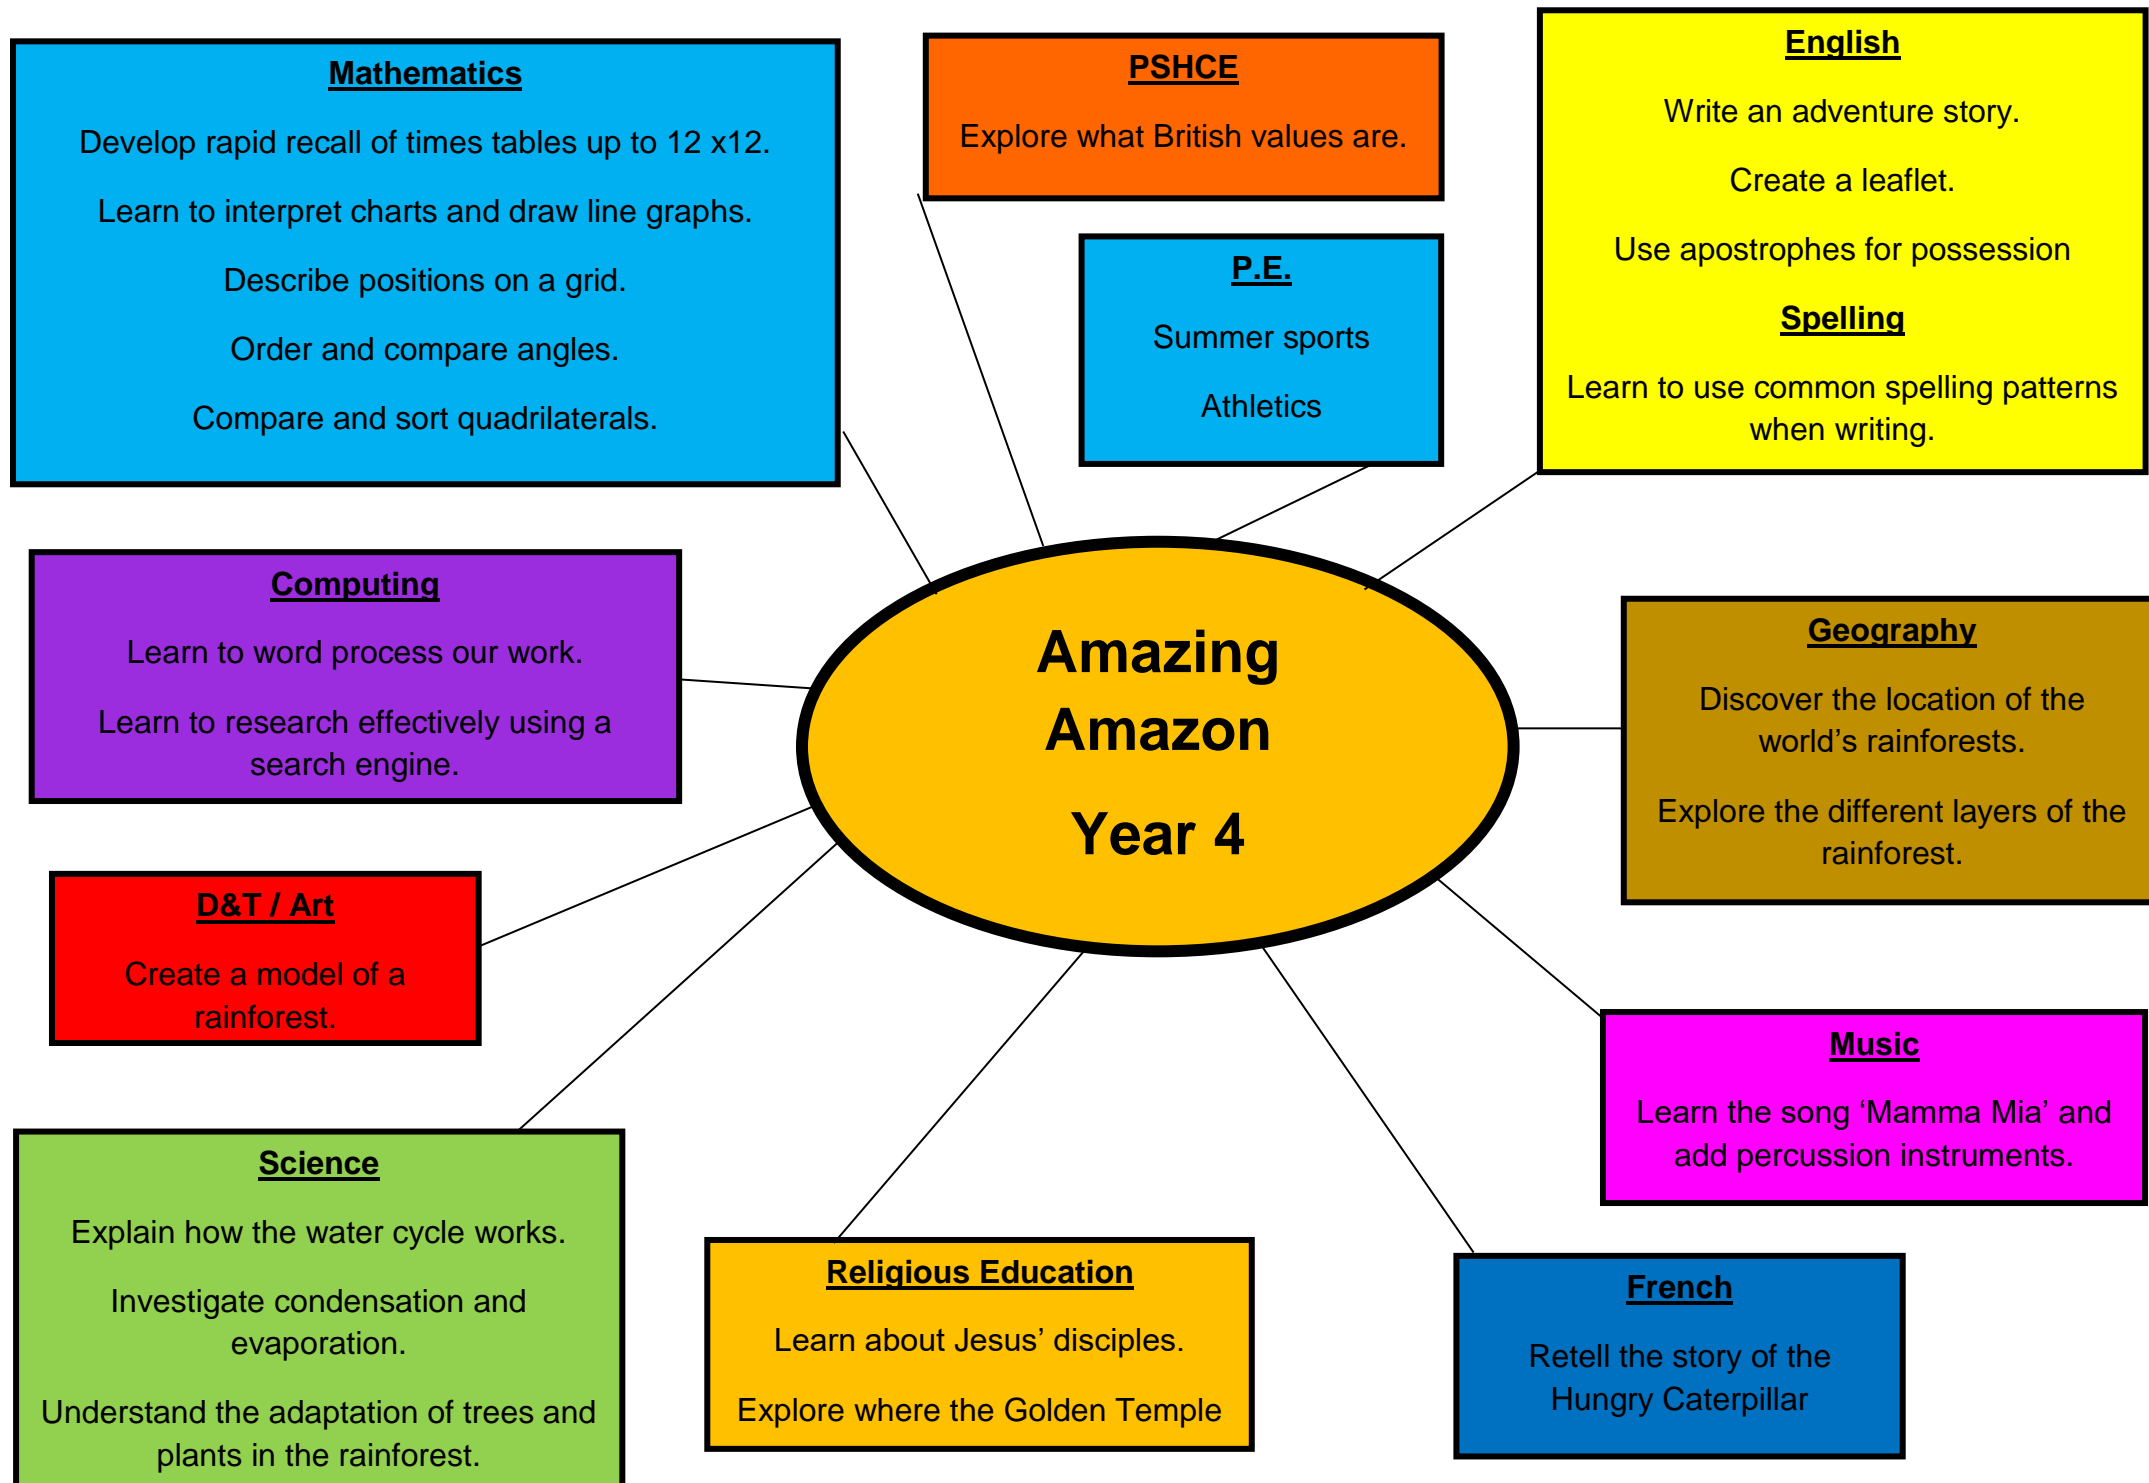 Mathematics
Develop rapid recall of times tables up to 12 x12.
Learn to interpret charts and draw line graphs.
Describe positions on a grid.
Order and compare angles.
Compare and sort quadrilaterals.
PSHCE
Explore what British values are.
P.E.
Summer sports
Athletics
English
Write an adventure story.
Create a leaflet.
Use apostrophes for possession
Spelling
Learn to use common spelling patterns
when writing.
Computing
Learn to word process our work.
Learn to research effectively using a
search engine.
Amazing
Amazon
Year 4
Geography
Discover the location of the
world’s rainforests.
Explore the different layers of the
rainforest.
D&T / Art
Create a model of a
rainforest.
Music
Learn the song ‘Mamma Mia’ and
add percussion instruments.
Science
Explain how the water cycle works.
Investigate condensation and
evaporation.
Understand the adaptation of trees and
plants in the rainforest.
Religious Education
Learn about Jesus’ disciples.
Explore where the Golden Temple
French
Retell the story of the
Hungry Caterpillar